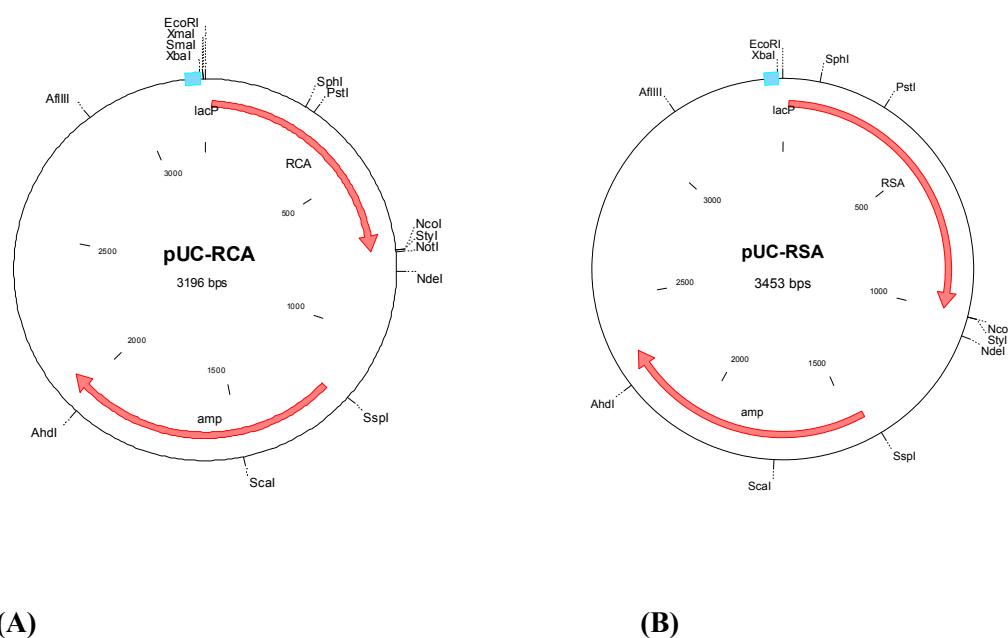 EcoRI
XmaI
SmaI
XbaI
AflIII
SphI
PstI
lacP
RCA
3000
500
NcoI
StyI
NotI
NdeI
2500
pUC-RCA
3196 bps
1000
2000
1500
amp
AhdI
SspI
ScaI
EcoRI
XbaI
SphI
AflIII
PstI
lacP
RSA
3000
500
pUC-RSA
3453 bps
2500
1000
Nco
Styl
NdeI
2000
1500
amp
AhdI
SspI
ScaI
(A)
(B)